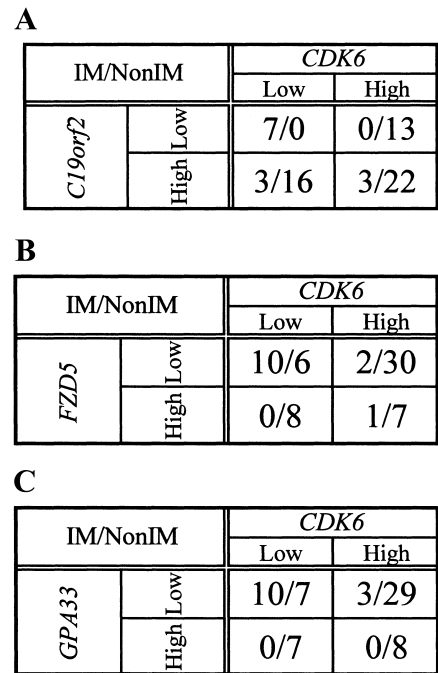 A
IM/NonIM CDK6
Low High
C19orf2 Low 7/0 0/13
High 3/16 3/22
B
IM/NonIM CDK6
Low High
FZD5 Low 10/6 2/30
High 0/8 1/7
C
IM/NonIM CDK6
Low High
GPA33 Low 10/7 3/29
High 0/7 0/8